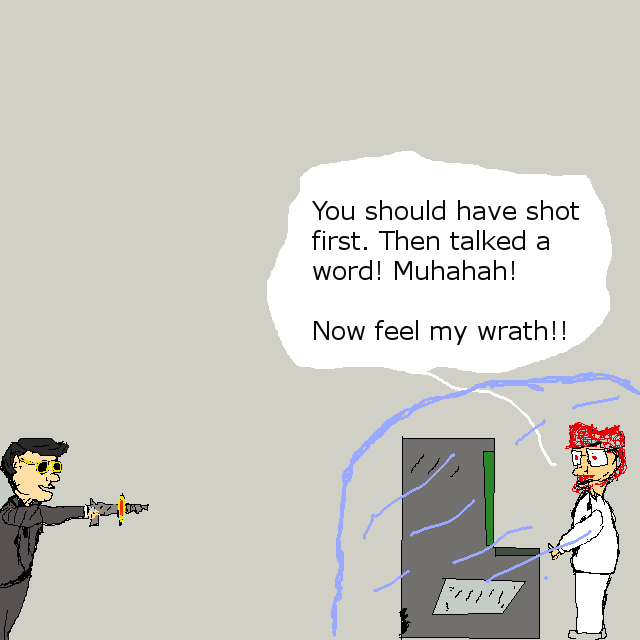 You should have shot
first. Then talked a
word! Muhahah!
Now feel my wrath!!